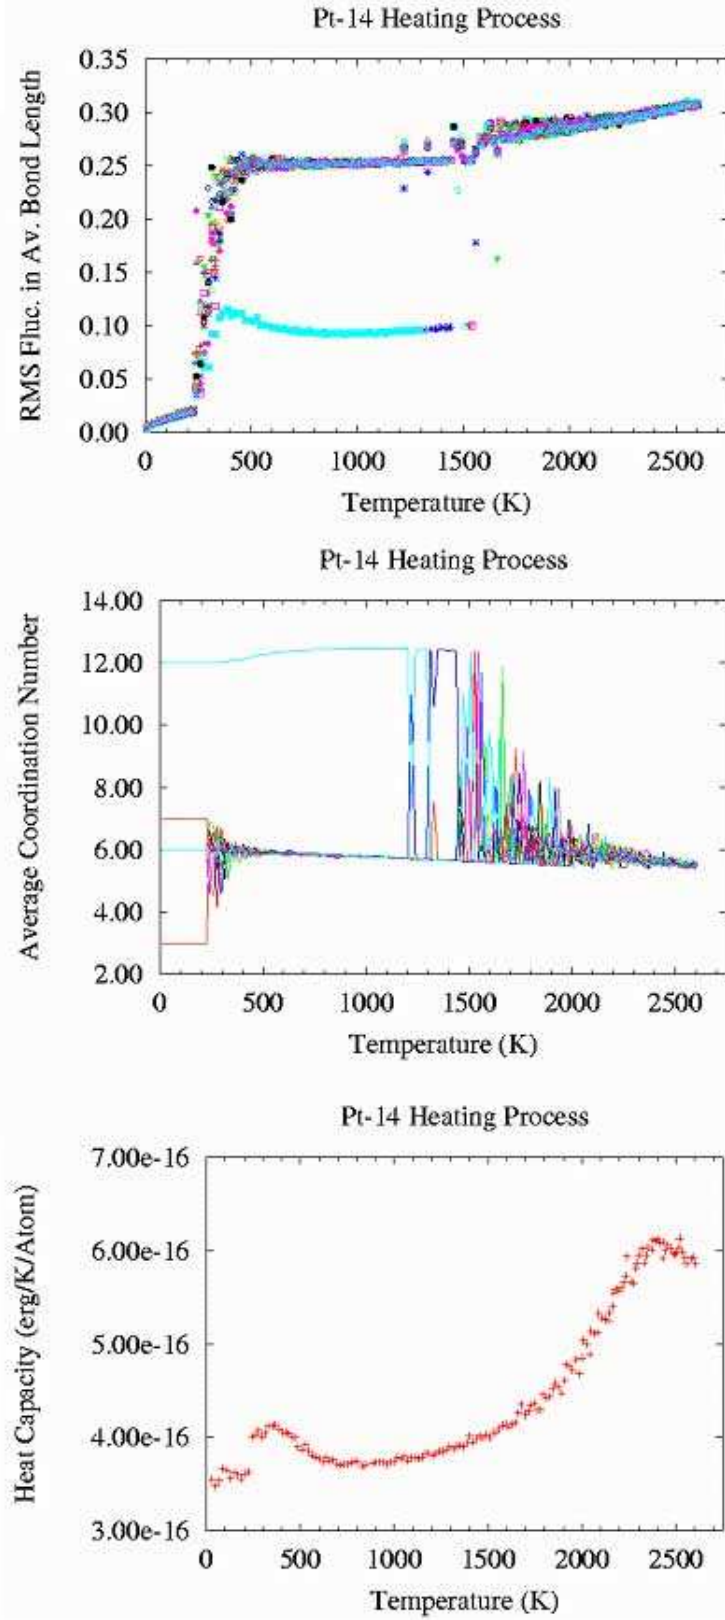 Pt-14 Heating Process
RMS Fluc. in Av. Bond Length
0.35
0.30
0.25
0.20
0.15
0.10
0.05
0.00
0 500 1000 1500 2000 2500
Temperature (K)
Pt-14 Heating Process
Average Coordination Number
14.00
12.00
10.00
8.00
6.00
4.00
2.00
0 500 1000 1500 2000 2500
Temperature (K)
Pt-14 Heating Process
Heat Capacity (erg/K/Atom)
7.00e-16
6.00e-16
5.00e-16
4.00e-16
3.00e-16
0 500 1000 1500 2000 2500
Temperature (K)